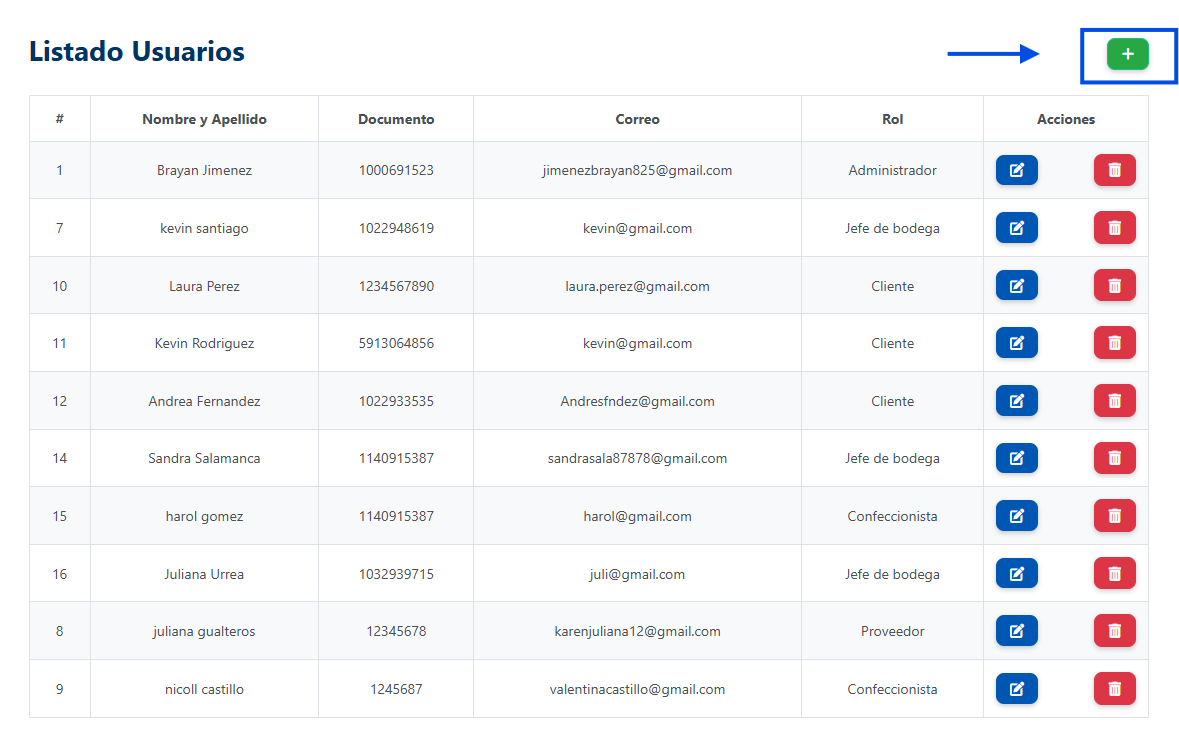 Listado Usuarios
+
# Nombre y Apellido Documento Correo Rol Acciones
1 Brayan Jimenez 1000691523 jimenezbrayan825@gmail.com Administrador
7 kevin santiago 1022948619 kevin@gmail.com Jefe de bodega
10 Laura Perez 1234567890 laura.perez@gmail.com Cliente
11 Kevin Rodriguez 5913064856 kevin@gmail.com Cliente
12 Andrea Fernandez 1022933535 Andresfndez@gmail.com Cliente
14 Sandra Salamanca 1140915387 sandrasala87878@gmail.com Jefe de bodega
15 harol gomez 1140915387 harol@gmail.com Confeccionista
16 Juliana Urrea 1032939715 juli@gmail.com Jefe de bodega
8 juliana gualteros 12345678 karenjuliana12@gmail.com Proveedor
9 nicoll castillo 1245687 valentinacastillo@gmail.com Confeccionista